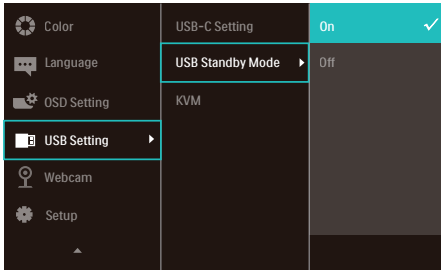 Color
Language
OSD Setting
USB Setting
Webcam
Setup
USB-C Setting
USB Standby Mode
KVM
On
Off